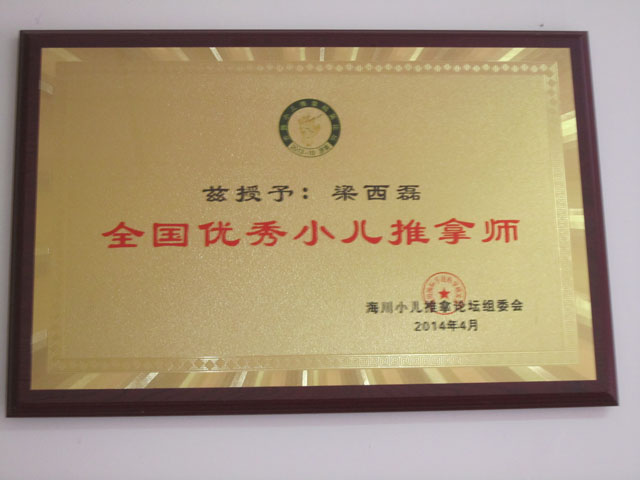 兹授予：梁西磊
全国优秀小儿推拿师
海川小儿推拿论坛组委会
2014年4月